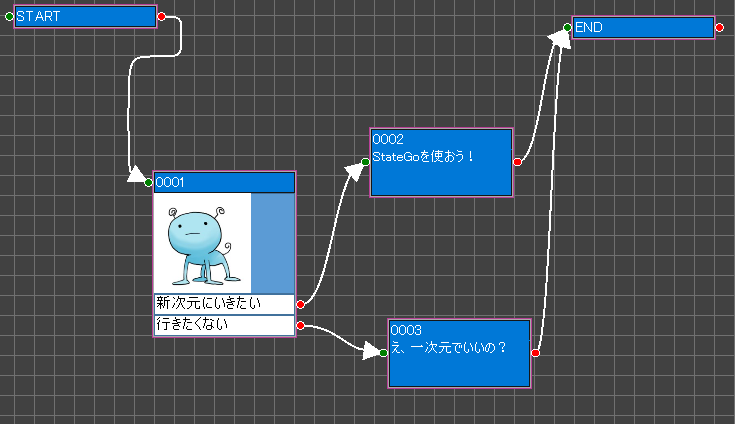 START
END
0001
新次元にいきたい
行きたくない
0002
StateGoを使おう！
0003
え、一次元でいいの？